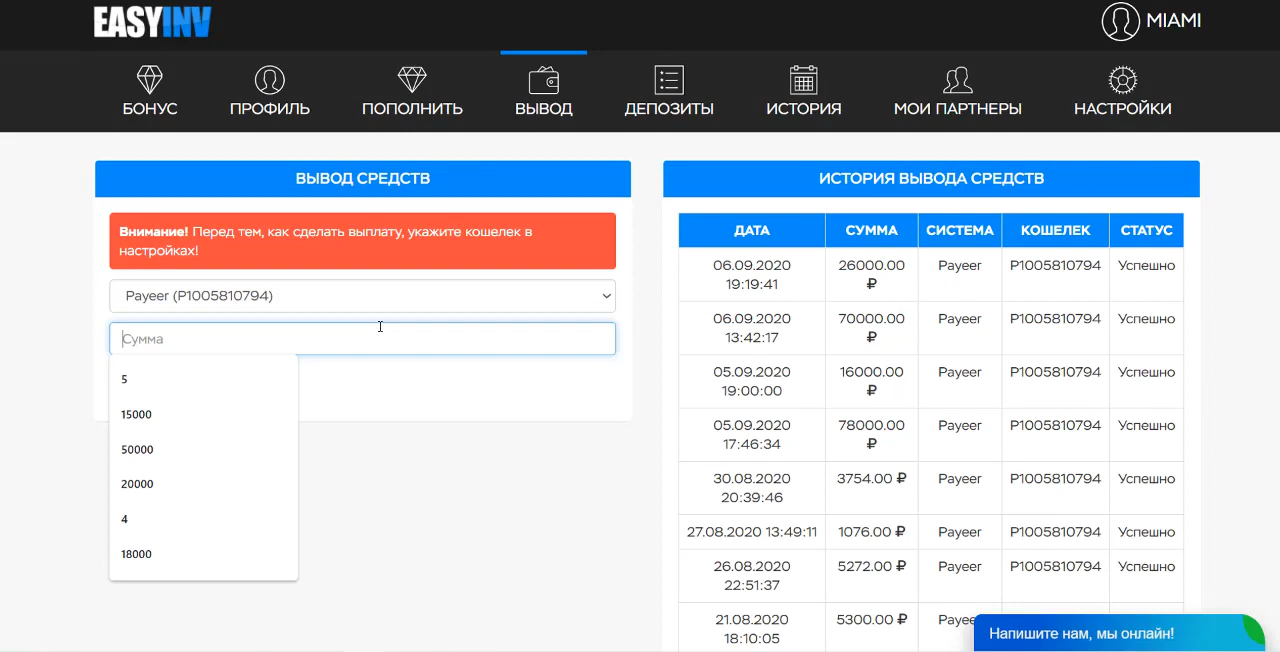 EASYINV
MIAMI
БОНУС
ПРОФИЛЬ
ПОПОЛНИТЬ
ВЫВОД
ДЕПОЗИТЫ
ИСТОРИЯ
МОИ ПАРТНЕРЫ
НАСТРОЙКИ
ВЫВОД СРЕДСТВ
Внимание! Перед тем, как сделать выплату, укажите кошелек в
настройках!
Payeer (P1005810794)
Сумма
5
15000
50000
20000
4
18000
ИСТОРИЯ ВЫВОДА СРЕДСТВ
ДАТА СУММА СИСТЕМА КОШЕЛЕК СТАТУС
06.09.2020 26000.00 Payeer P1005810794 Успешно
19:19:41 ₽
06.09.2020 70000.00 Payeer P1005810794 Успешно
13:42:17 ₽
05.09.2020 16000.00 Payeer P1005810794 Успешно
19:00:00 ₽
05.09.2020 78000.00 Payeer P1005810794 Успешно
17:46:34 ₽
30.08.2020 3754.00 ₽ Payeer P1005810794 Успешно
20:39:46
27.08.2020 13:49:11 1076.00 ₽ Payeer P1005810794 Успешно
26.08.2020 5272.00 ₽ Payeer P1005810794 Успешно
22:51:37
21.08.2020 5300.00 ₽ Payee
18:10:05
Напишите нам, мы онлайн!